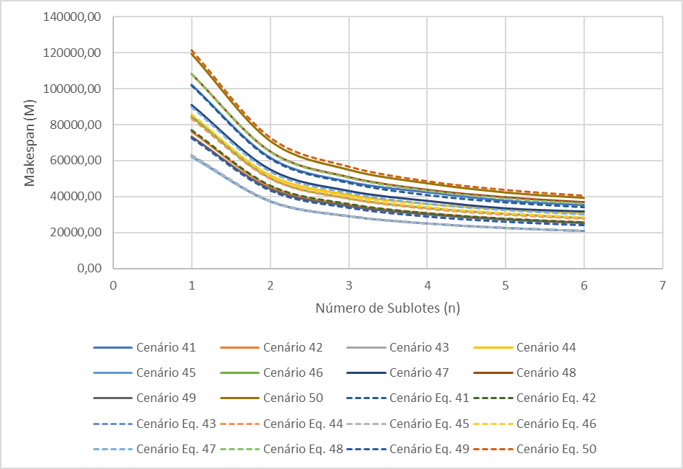 140000,00
120000,00
100000,00
80000,00
60000,00
40000,00
20000,00
0,00
Makespan (M)
0 1 2 3 4 5 6 7
Número de Sublotes (n)
Cenário 41 Cenário 42 Cenário 43 Cenário 44
Cenário 45 Cenário 46 Cenário 47 Cenário 48
Cenário 49 Cenário 50 Cenário Eq. 41 Cenário Eq. 42
Cenário Eq. 43 Cenário Eq. 44 Cenário Eq. 45 Cenário Eq. 46
Cenário Eq. 47 Cenário Eq. 48 Cenário Eq. 49 Cenário Eq. 50